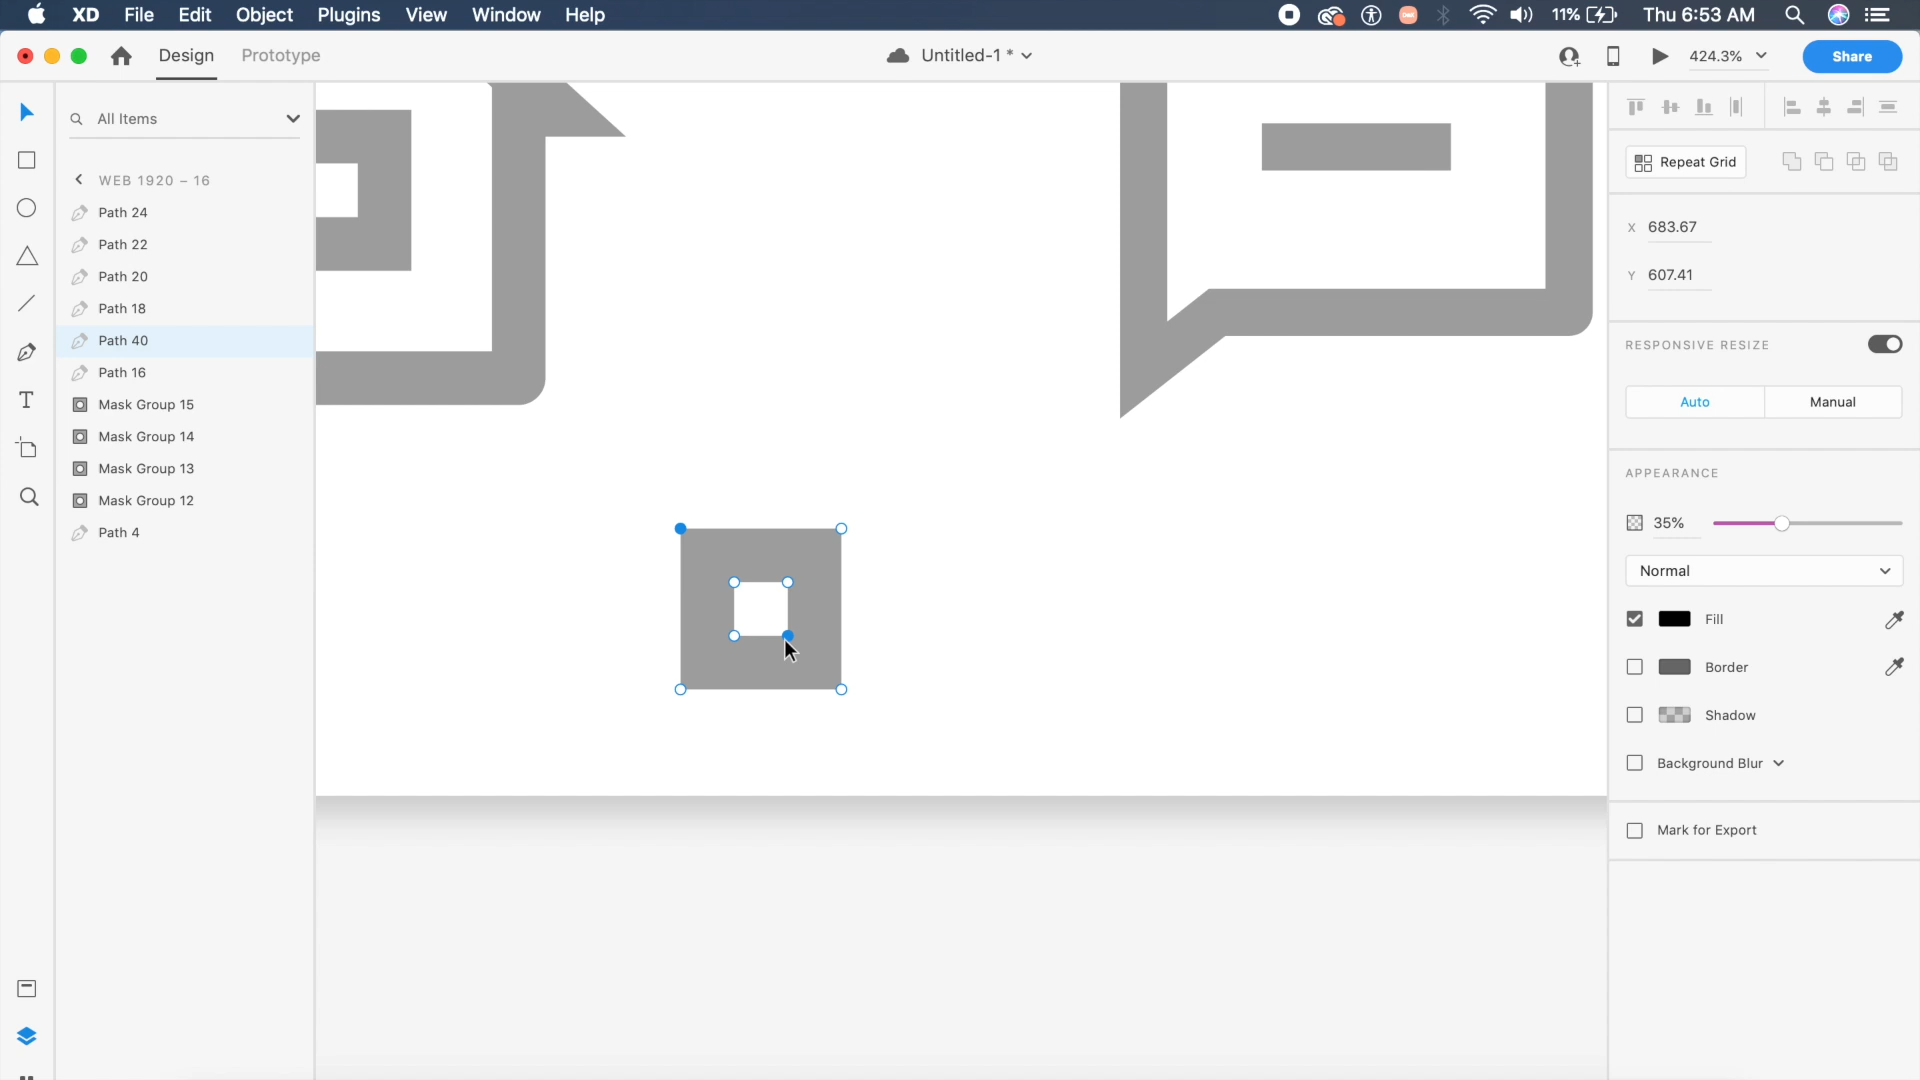 XD File Edit Object Plugins View Window Help 11% Thu 6:53 AM
Design Prototype Untitled-1 * 424.3% Share
All Items
WEB 1920 – 16
Path 24
Path 22
Path 20
Path 18
Path 40
Path 16
Mask Group 15
Mask Group 14
Mask Group 13
Mask Group 12
Path 4
Repeat Grid
X 683.67
Y 607.41
RESPONSIVE RESIZE
Auto Manual
APPEARANCE
35%
Normal
Fill
Border
Shadow
Background Blur
Mark for Export